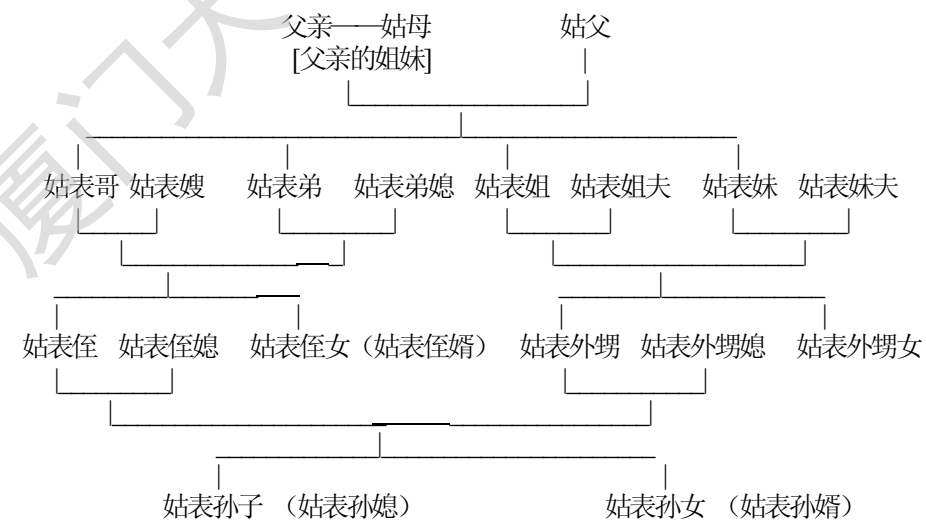 父亲——姑母 姑父
[父亲的姐妹]
姑表哥 姑表嫂 姑表弟 姑表弟媳 姑表姐 姑表姐夫 姑表妹 姑表妹夫
姑表侄 姑表侄媳 姑表侄女（姑表侄婿） 姑表外甥 姑表外甥媳 姑表外甥女
姑表孙子 （姑表孙媳） 姑表孙女 （姑表孙婿）
厦门大